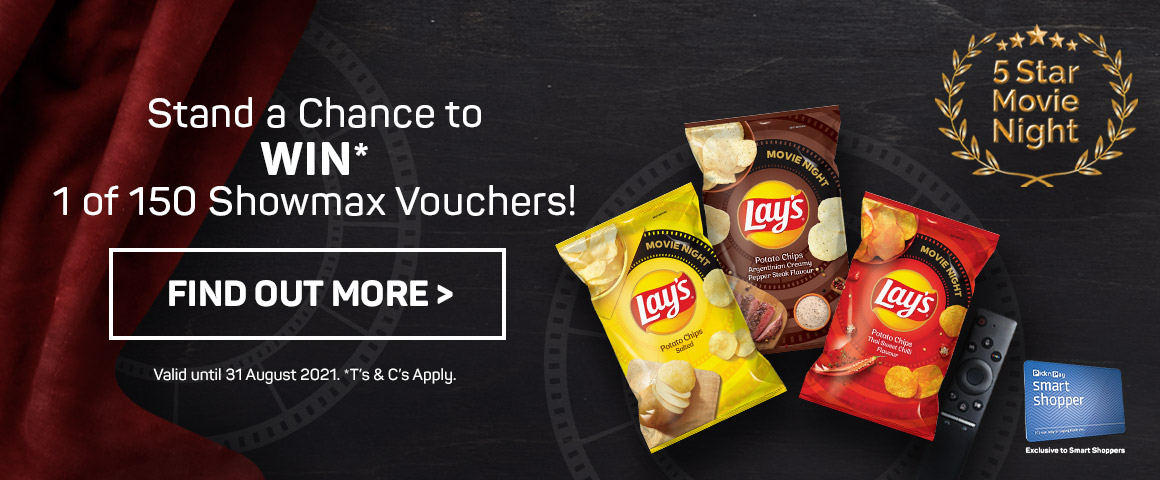 Stand a Chance to
WIN*
1 of 150 Showmax Vouchers!
FIND OUT MORE >
Valid until 31 August 2021. *T's & C's Apply.
5 Star
Movie
Night
MOVIE NIGHT
Lay's
Potato Chips
Salted
MOVIE NIGHT
Lay's
Potato Chips
Argentinian Creamy
Pepper Steak Flavour
MOVIE NIGHT
Lay's
Potato Chips
Thai Sweet Chilli
Flavour
Pick n Pay
smart
shopper
Exclusive to Smart Shoppers